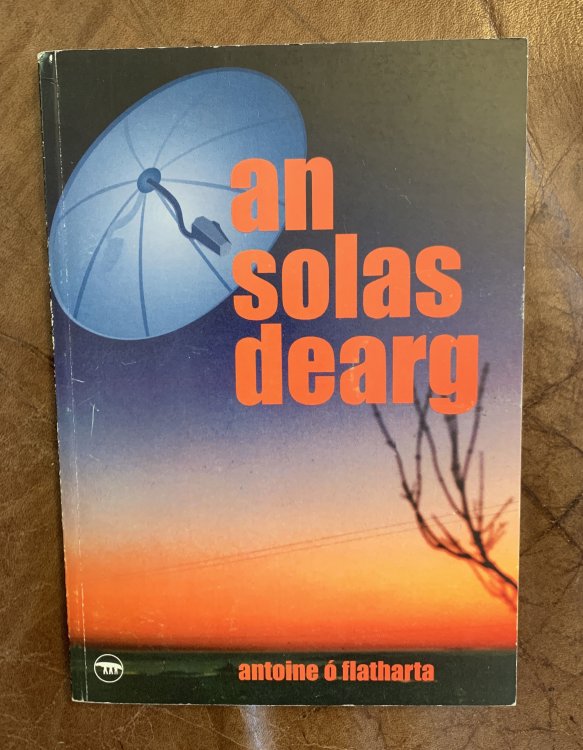 an
solas
dearg
antoine ó flatharta